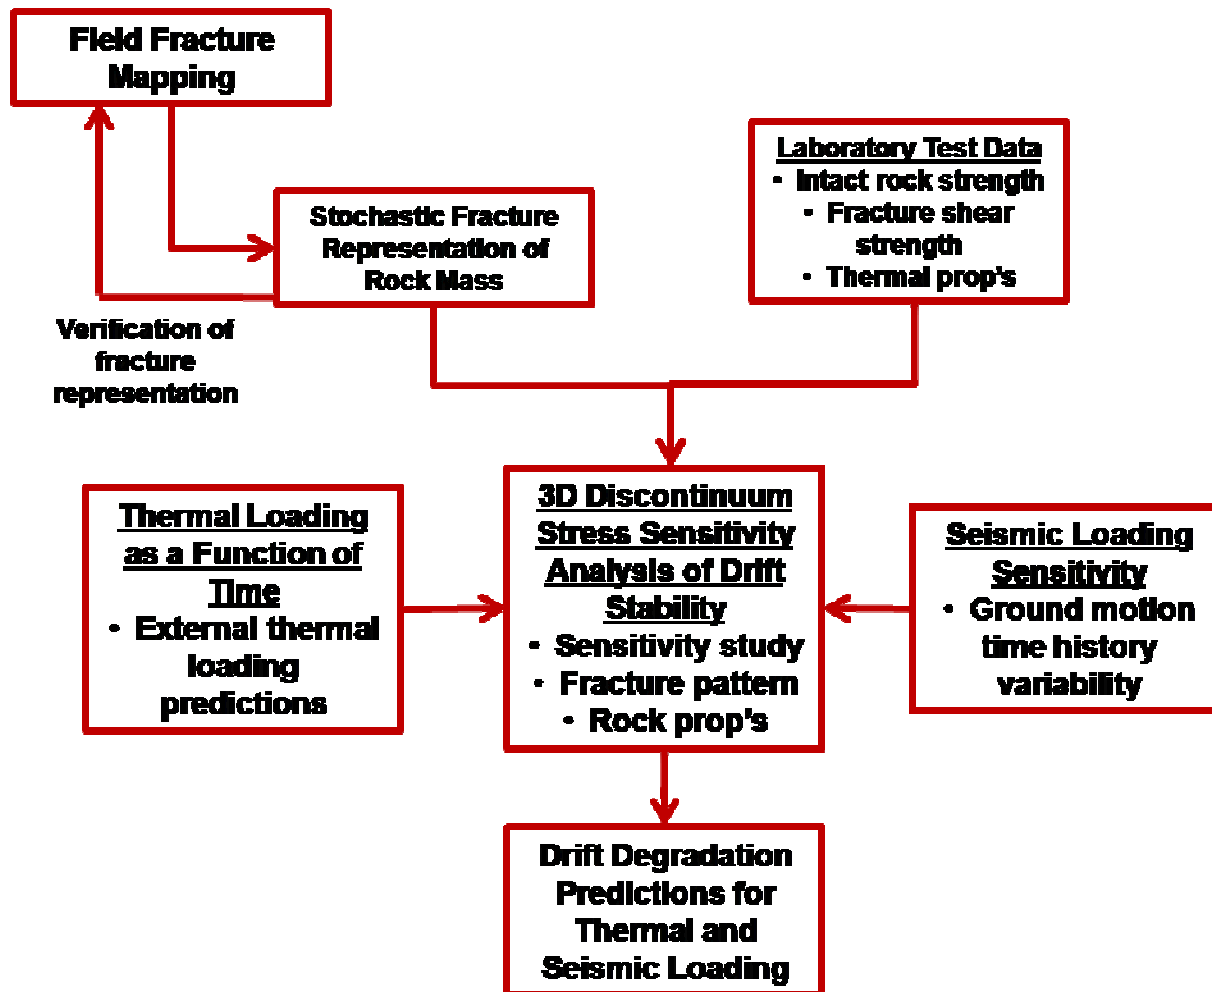 Field Fracture
Mapping
Laboratory Test Data
• Intact rock strength
• Fracture shear
strength
• Thermal prop's
Stochastic Fracture
Representation of
Rock Mass
Verification of
fracture
representation
Thermal Loading
as a Function of
Time
• External thermal
loading
predictions
3D Discontinuum
Stress Sensitivity
Analysis of Drift
Stability
• Sensitivity study
• Fracture pattern
• Rock prop's
Seismic Loading
Sensitivity
• Ground motion
time history
variability
Drift Degradation
Predictions for
Thermal and
Seismic Loading